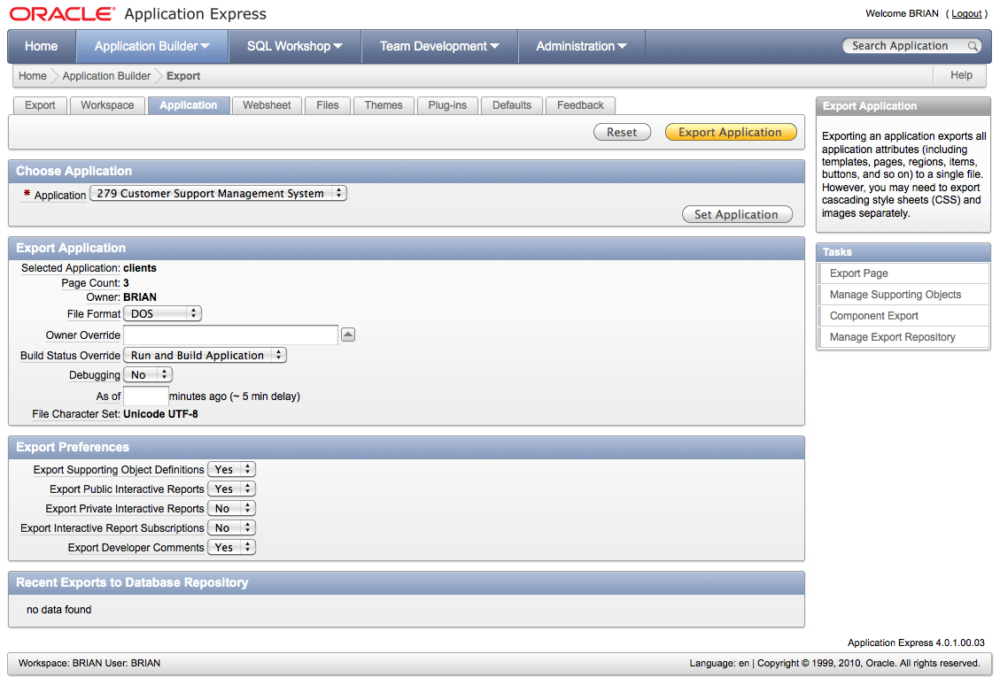 ORACLE® Application Express
Welcome BRIAN ( Logout )
Home Application Builder SQL Workshop Team Development Administration Search Application
Home Application Builder Export Help
Export Workspace Application Websheet Files Themes Plug-ins Defaults Feedback
Reset Export Application
Choose Application
* Application 279 Customer Support Management System
Set Application
Export Application
Selected Application: clients
Page Count: 3
Owner: BRIAN
File Format DOS
Owner Override
Build Status Override Run and Build Application
Debugging No
As of minutes ago (~ 5 min delay)
File Character Set: Unicode UTF-8
Export Preferences
Export Supporting Object Definitions Yes
Export Public Interactive Reports Yes
Export Private Interactive Reports No
Export Interactive Report Subscriptions No
Export Developer Comments Yes
Recent Exports to Database Repository
no data found
Export Application
Exporting an application exports all
application attributes (including
templates, pages, regions, items,
buttons, and so on) to a single file.
However, you may need to export
cascading style sheets (CSS) and
images separately.
Tasks
Export Page
Manage Supporting Objects
Component Export
Manage Export Repository
Application Express 4.0.1.00.03
Workspace: BRIAN User: BRIAN
Language: en | Copyright © 1999, 2010, Oracle. All rights reserved.